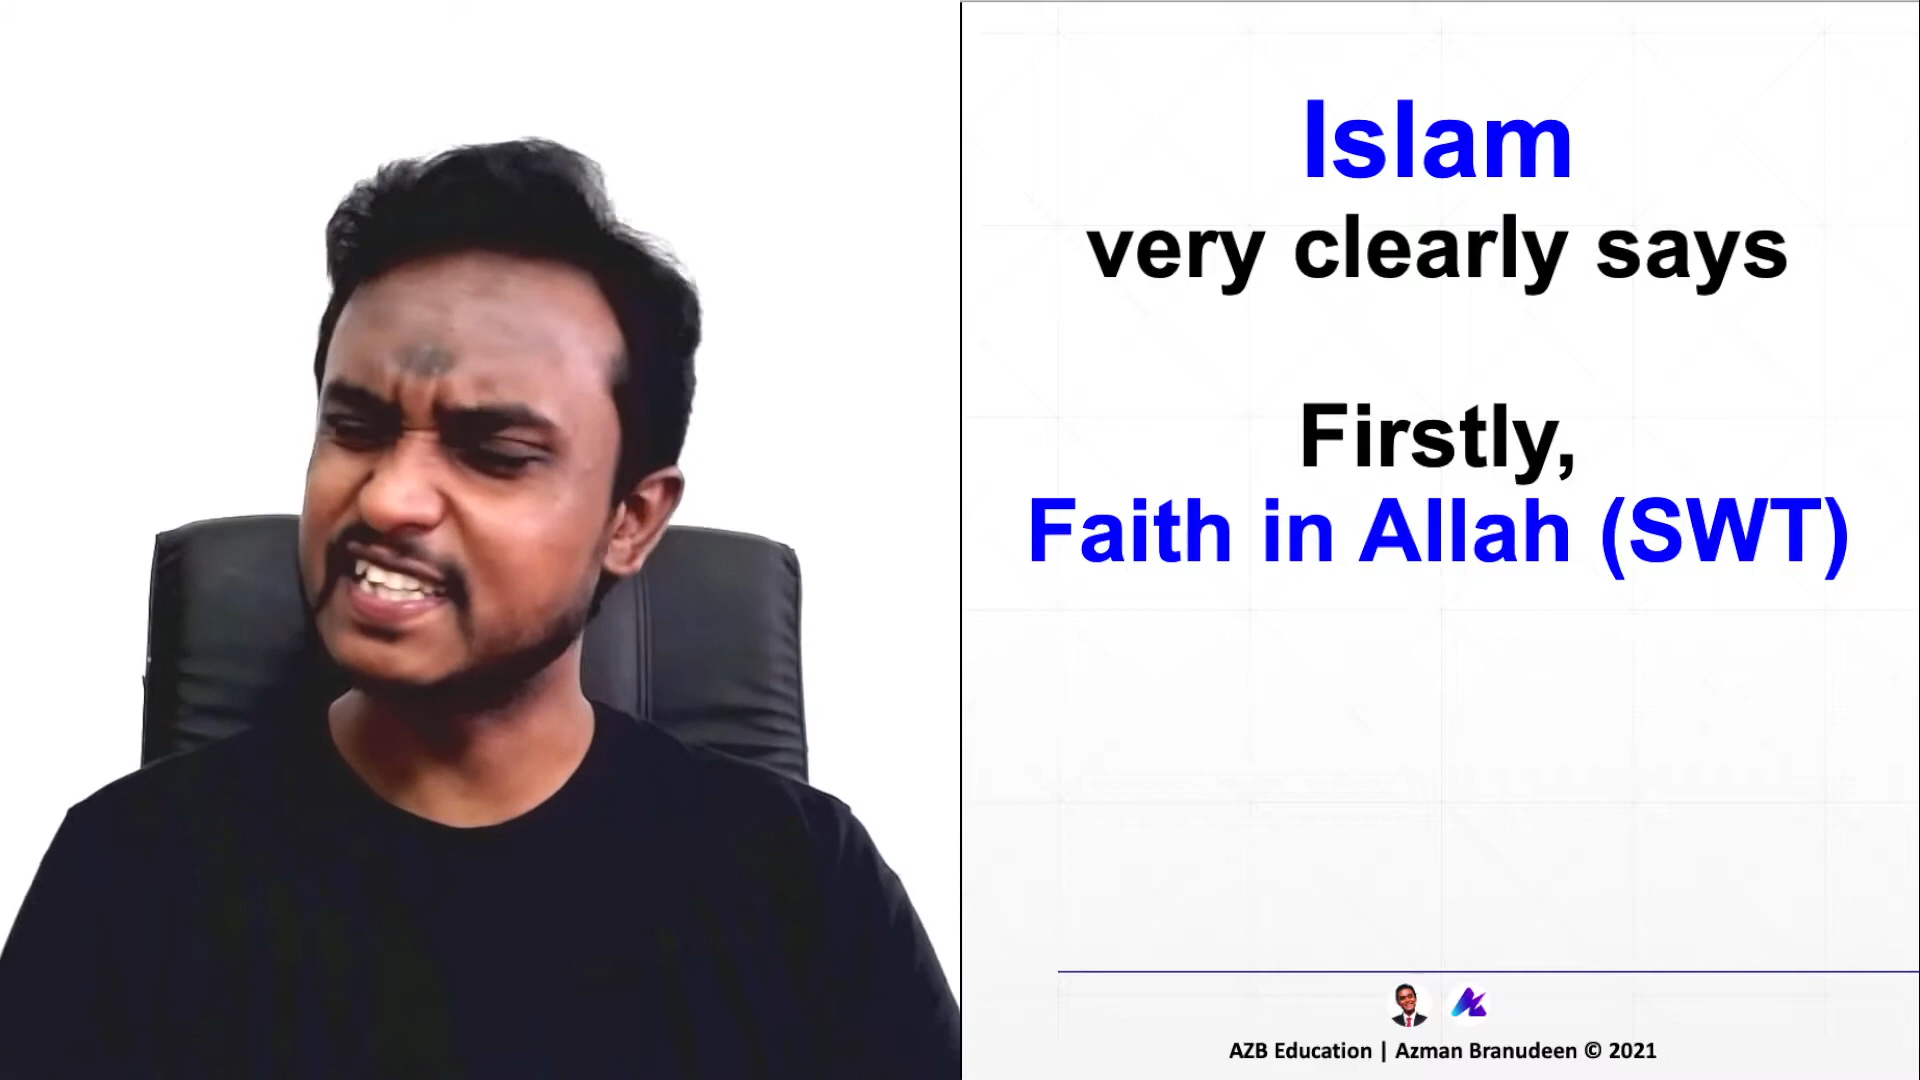 Islam
very clearly says
Firstly,
Faith in Allah (SWT)
AZB Education | Azman Branudeen © 2021